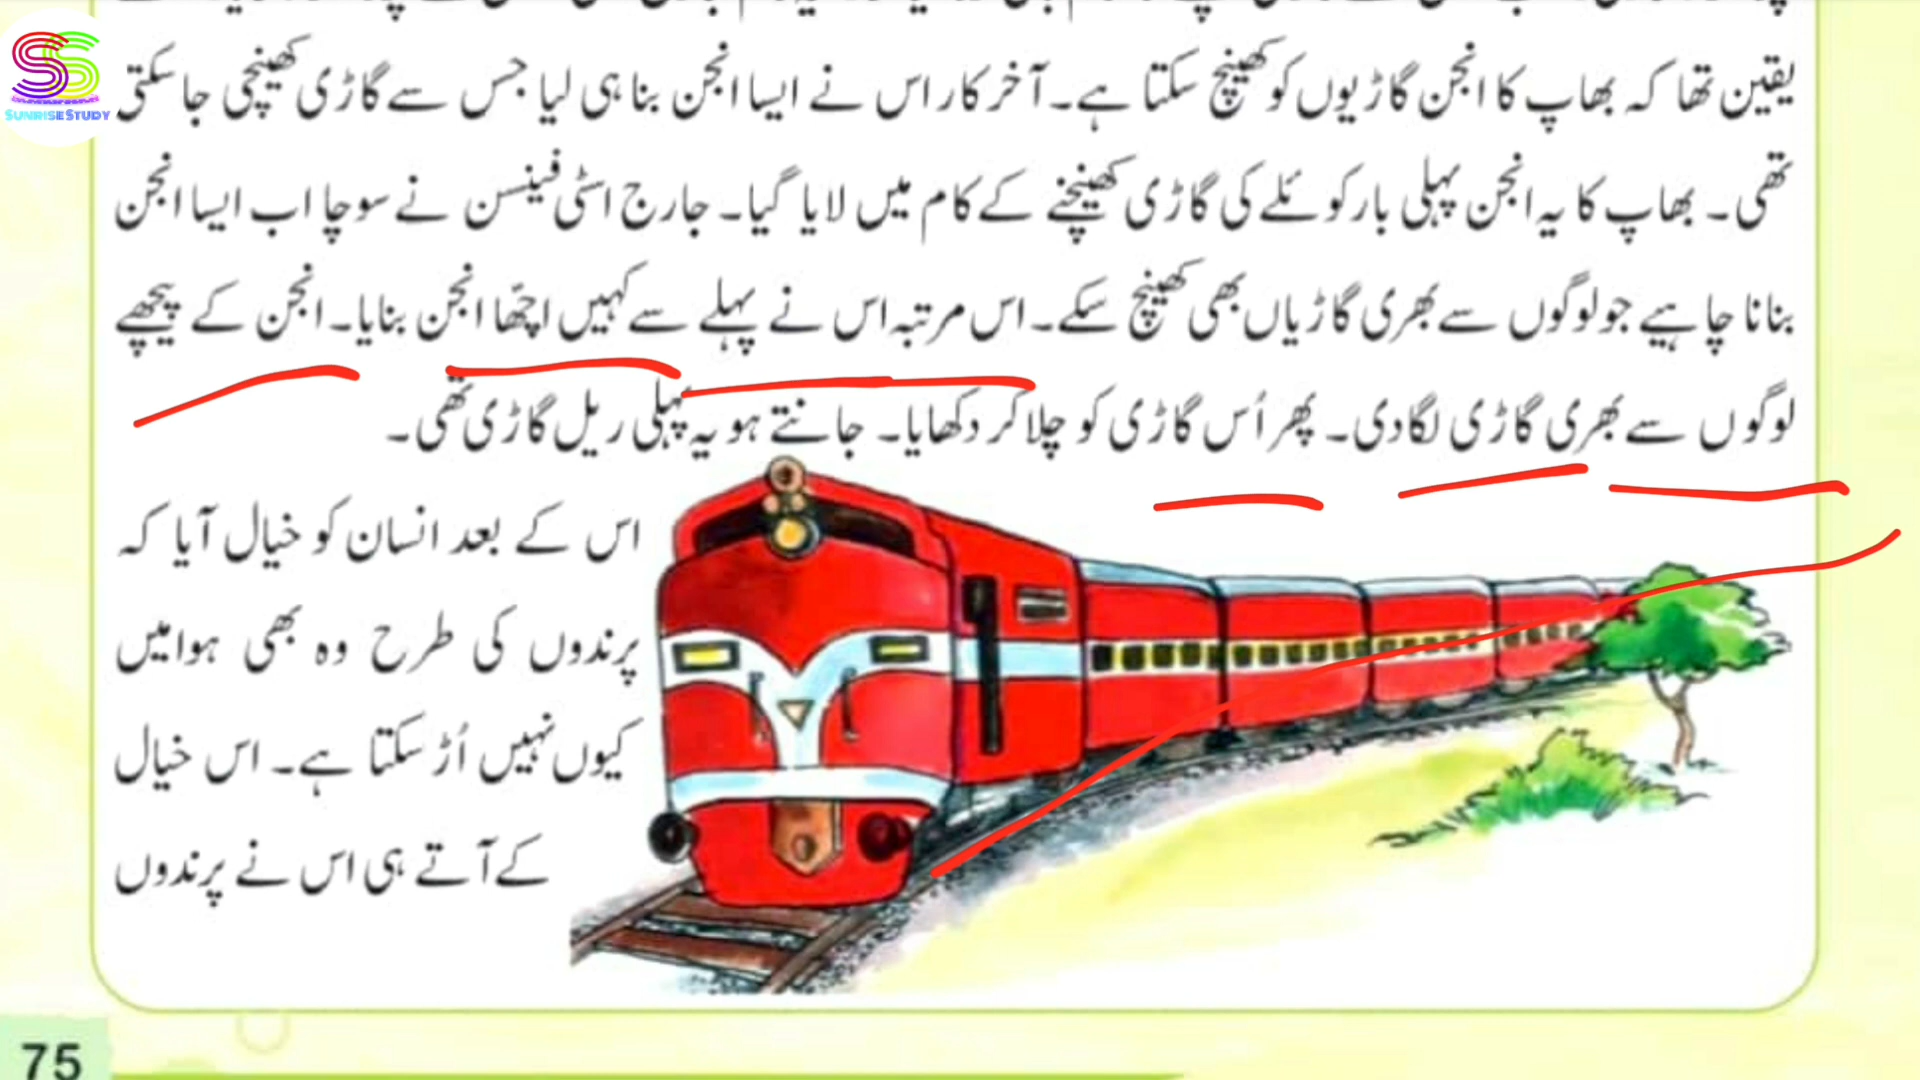 SS
SUNRISESTUDY
یقین تھا کہ بھاپ کا انجن گاڑیوں کو کھینچ سکتا ہے۔ آخر کار اس نے ایسا انجن بنا ہی لیا جس سے گاڑی کھینچی جاسکتی
تھی۔ بھاپ کا یہ انجن پہلی بار کوئلے کی گاڑی کھینچنے کے کام میں لایا گیا۔ جارج اسٹی فینسن نے سوچا اب ایسا انجن
بنانا چاہیے جو لوگوں سے بھری گاڑیاں بھی کھینچ سکے۔ اس مرتبہ اس نے پہلے سے کہیں اچھّا انجن بنایا۔ انجن کے پیچھے
لوگوں سے بھری گاڑی لگادی۔ پھر اُس گاڑی کو چلا کر دکھایا۔ جانتے ہو یہ پہلی ریل گاڑی تھی۔
اس کے بعد انسان کو خیال آیا کہ
پرندوں کی طرح وہ بھی ہوا میں
کیوں نہیں اُڑ سکتا ہے۔ اس خیال
کے آتے ہی اس نے پرندوں
75